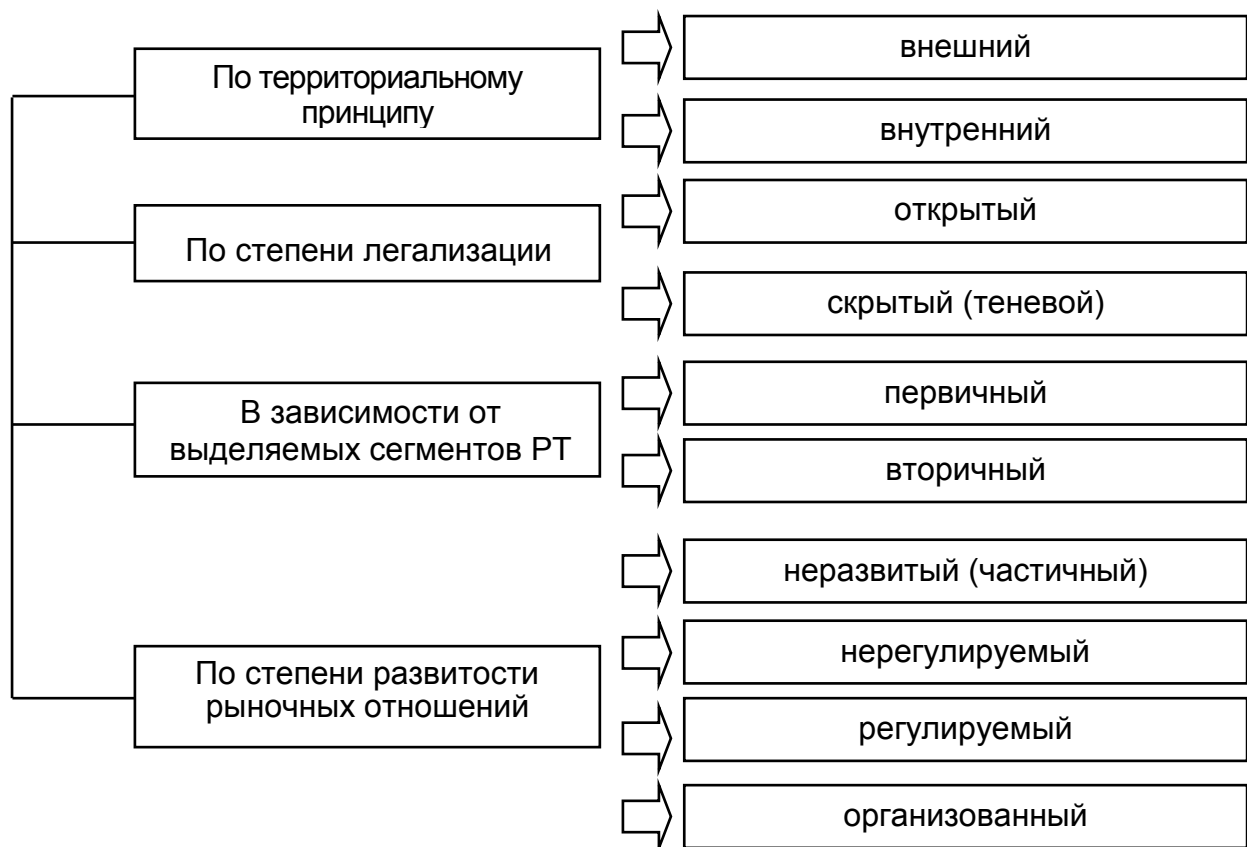 По территориальному
принципу
внешний
внутренний
По степени легализации
открытый
скрытый (теневой)
В зависимости от
выделяемых сегментов РТ
первичный
вторичный
По степени развитости
рыночных отношений
неразвитый (частичный)
нерегулируемый
регулируемый
организованный